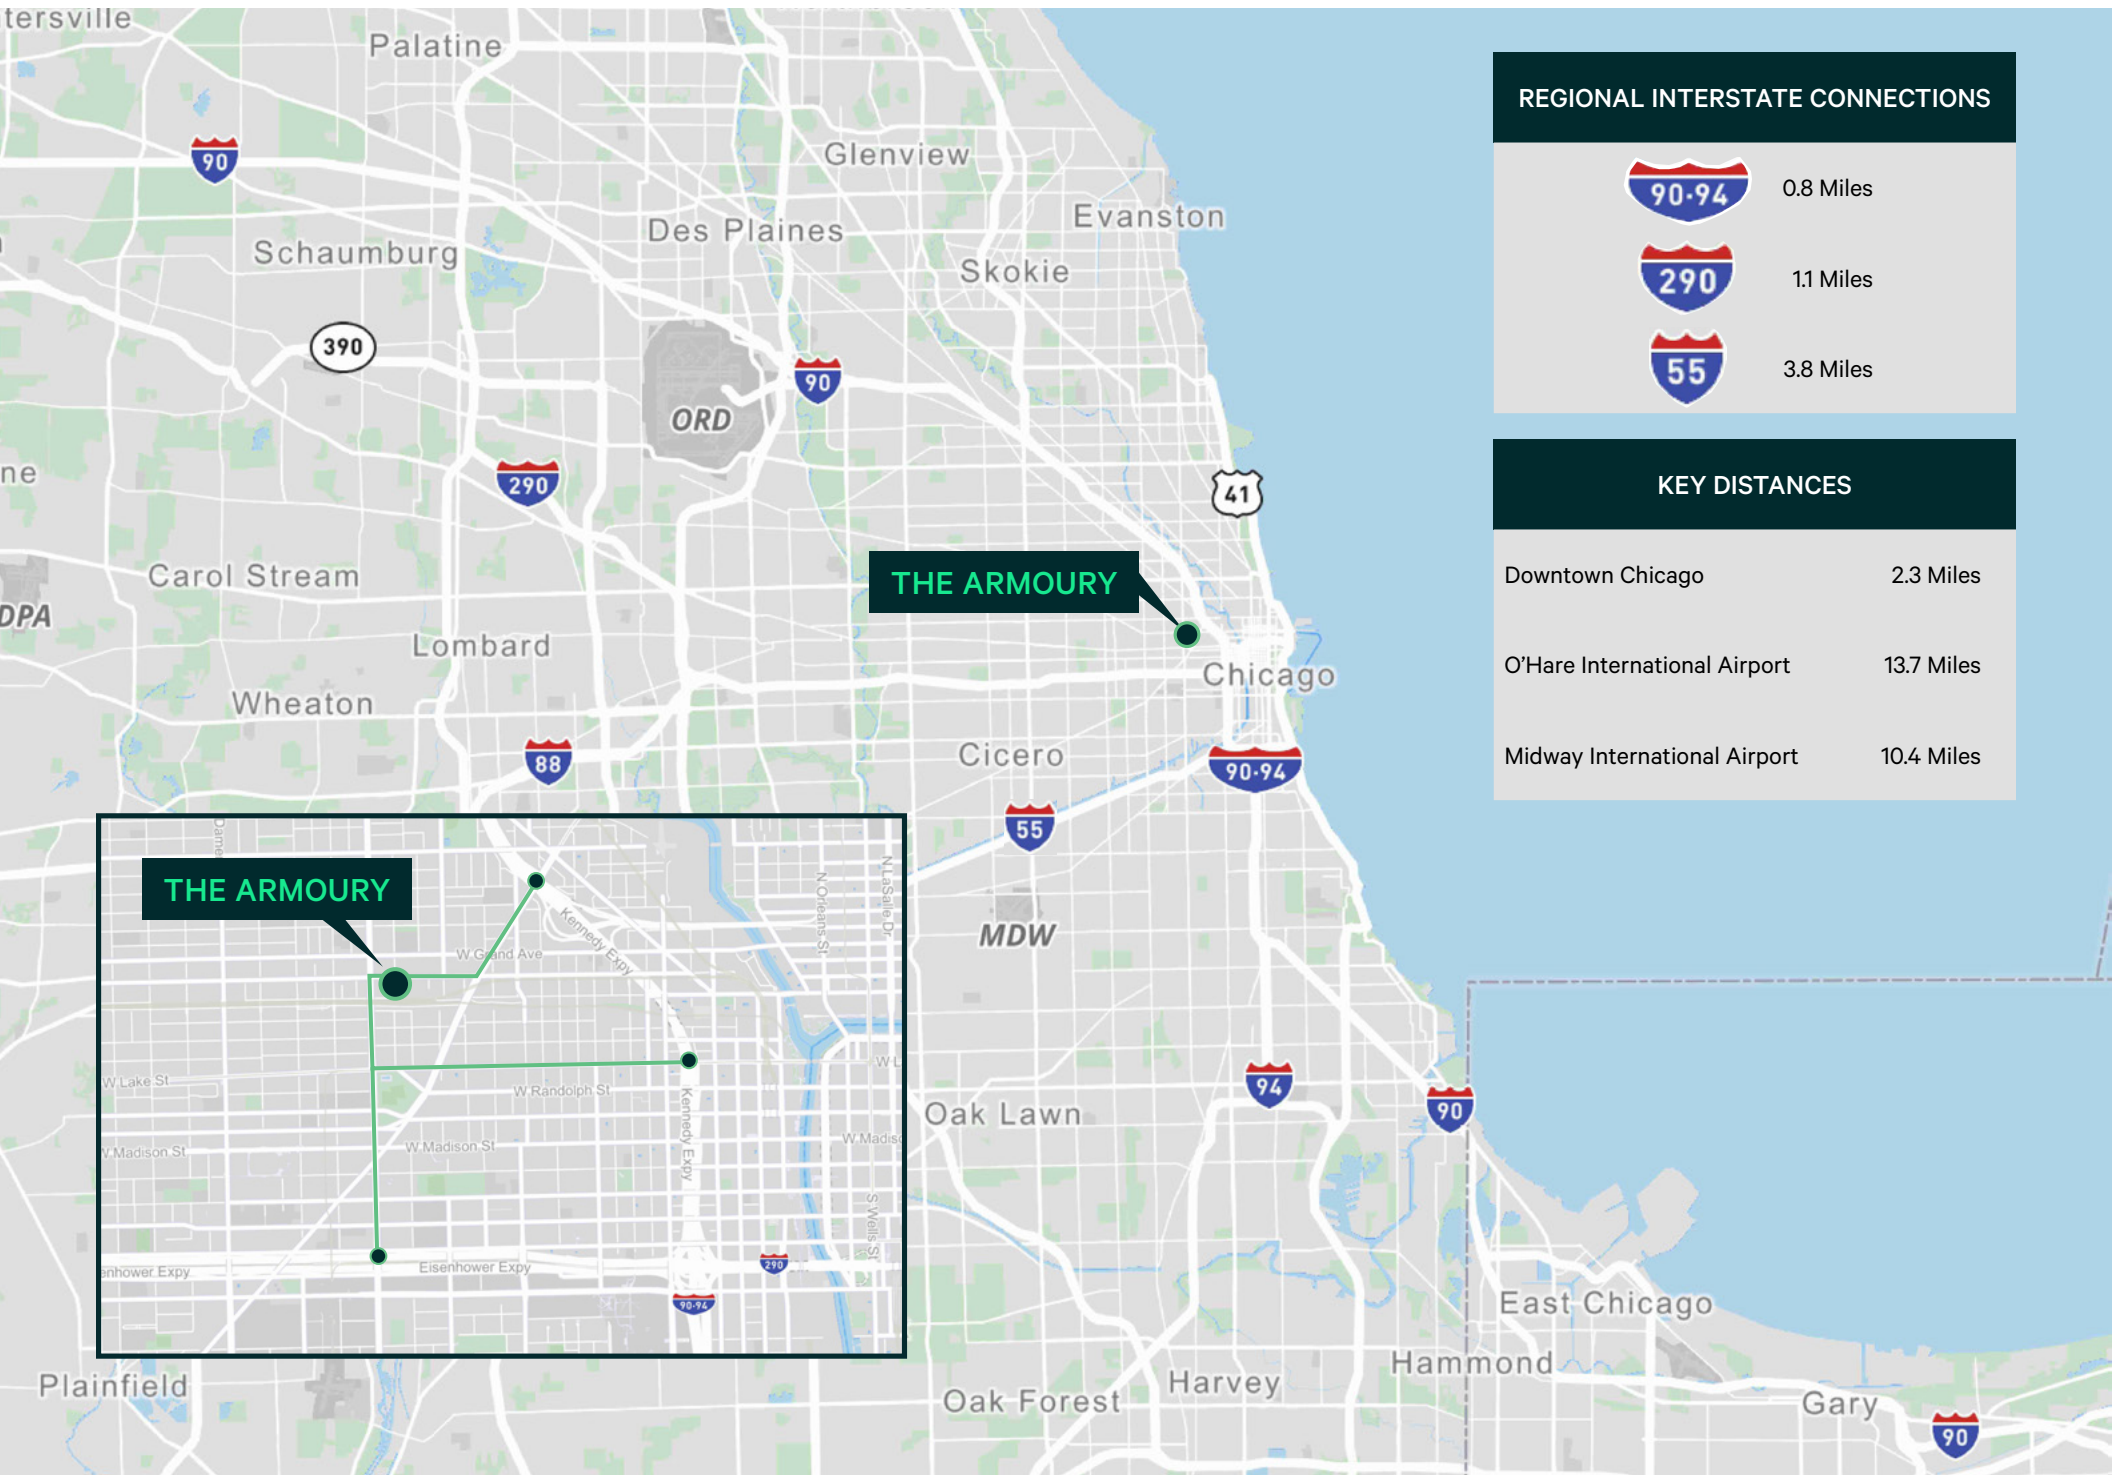 tersville
Palatine
90
Glenview
Evanston
Des Plaines
Schaumburg
Skokie
390
90
ORD
ne
290
41
Carol Stream
DPA
THE ARMOURY
Lombard
Chicago
Wheaton
Cicero
88
90-94
55
MDW
94
90
Oak Lawn
East Chicago
Hammond
Harvey
Oak Forest
Gary
90
Plainfield
REGIONAL INTERSTATE CONNECTIONS
90-94 0.8 Miles
290 1.1 Miles
55 3.8 Miles
KEY DISTANCES
Downtown Chicago 2.3 Miles
O'Hare International Airport 13.7 Miles
Midway International Airport 10.4 Miles
Damen
THE ARMOURY
N Orleans St
N LaSalle Dr
Kennedy Expy
W Grand Ave
W Lake St
W L
W Randolph St
Kennedy Expy
W Madison St
W Madison St
W Madiso
S Wells St
enhower Expy
Eisenhower Expy
290
90-94